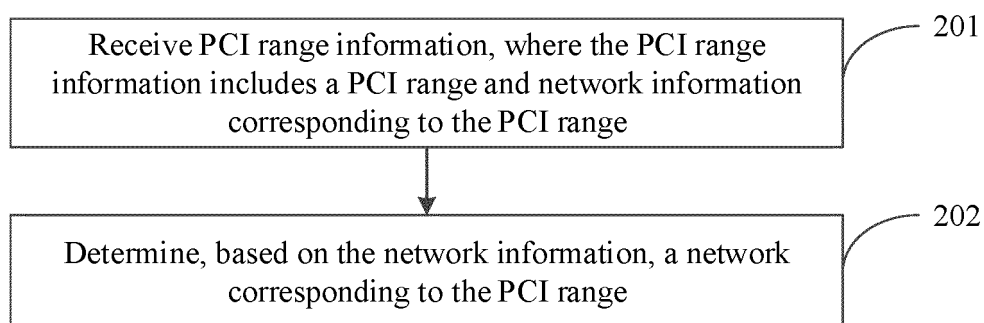 Receive PCI range information, where the PCI range
information includes a PCI range and network information
corresponding to the PCI range
201
Determine, based on the network information, a network
corresponding to the PCI range
202